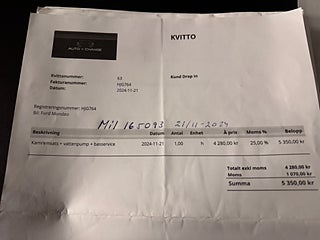 AUTO CHANGE
KVITTO
Kvittonummer: 63
Fakturanummer: HJG764
Datum: 2024-11-21
Kund Drop in
Registreringsnummer: HJG764
Bil: Ford Mondeo
Mil 165093 21/11-2024
Beskrivning Datum Antal Enhet À pris Moms % Belopp
Kamremsats + vattenpump + basservice 2024-11-21 1,00 h 4 280,00 kr 25,00 % 5 350,00 kr
Totalt exkl moms 4 280,00 kr
Moms 1 070,00 kr
Summa 5 350,00 kr